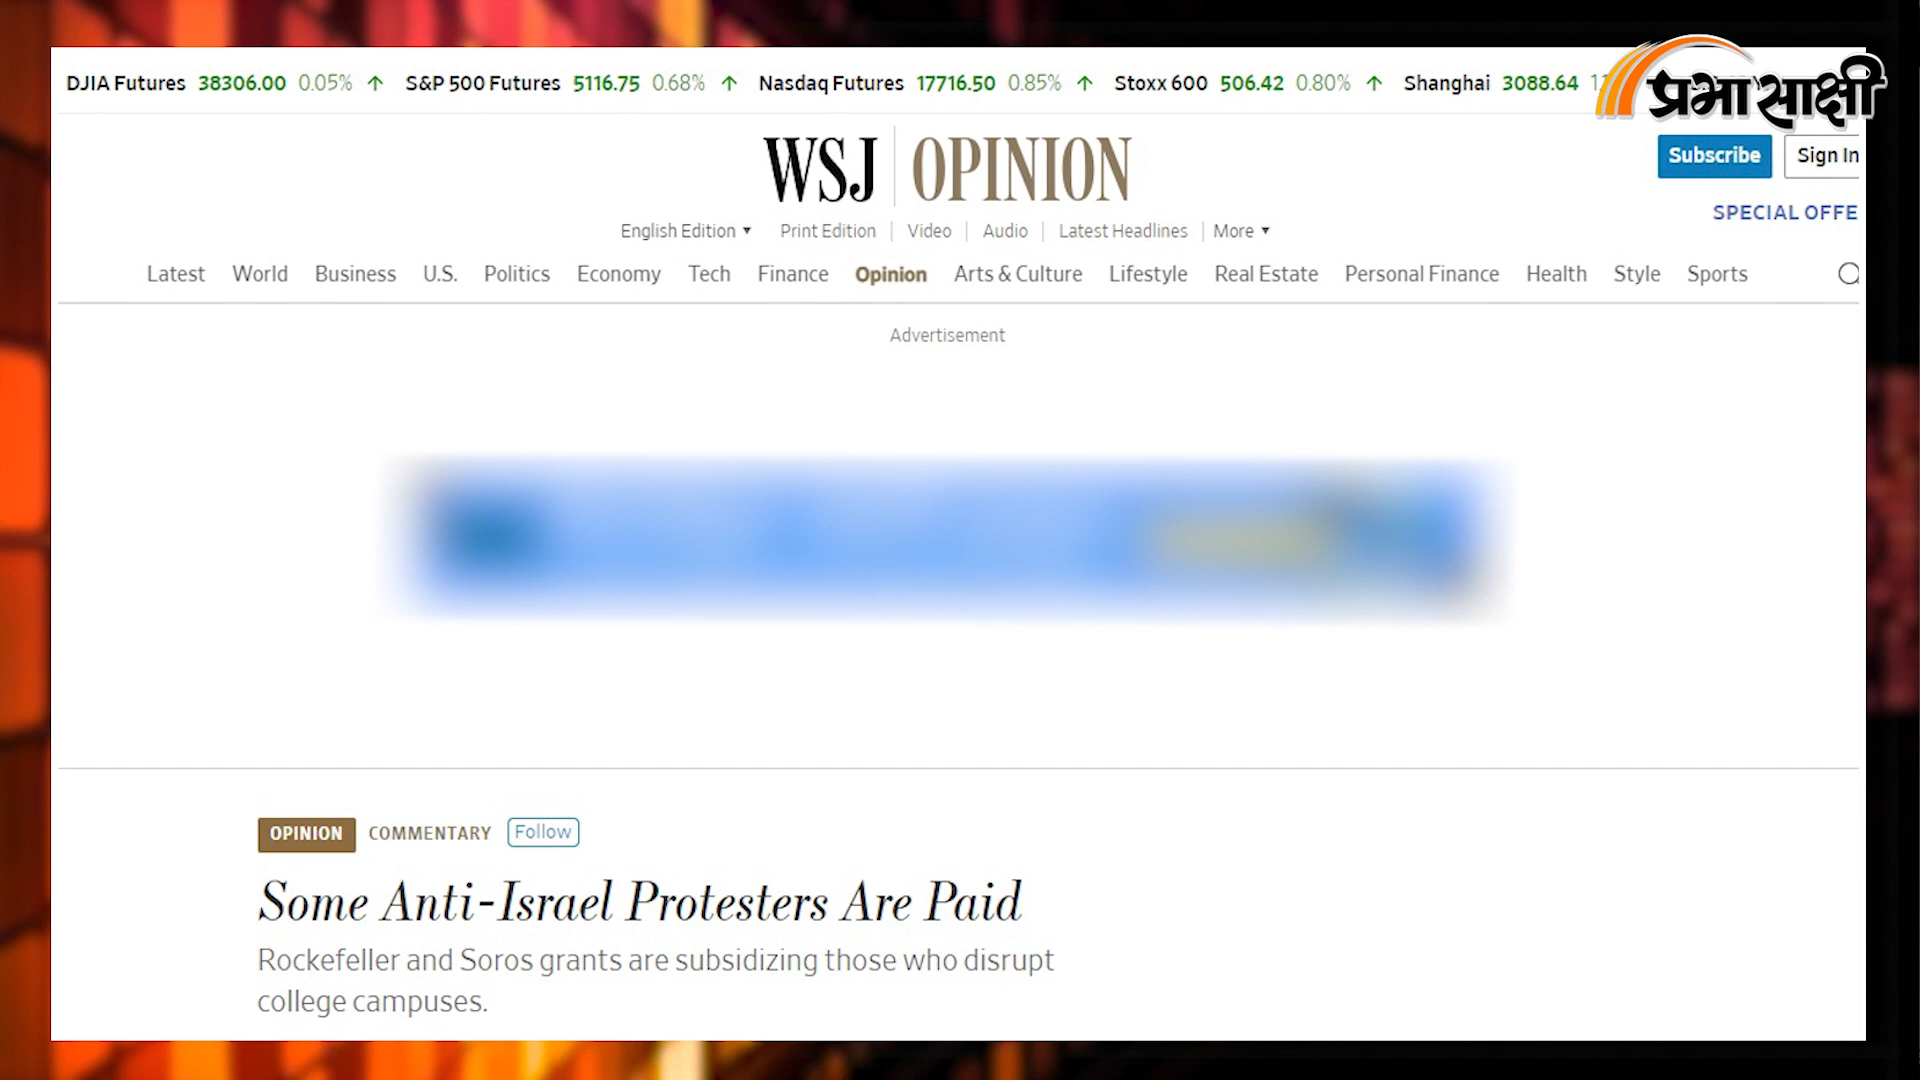 DJIA Futures 38306.00 0.05% S&P 500 Futures 5116.75 0.68% Nasdaq Futures 17716.50 0.85% Stoxx 600 506.42 0.80% Shanghai 3088.64
प्रभासाक्षी
WSJ OPINION
Subscribe Sign In
SPECIAL OFFE
English Edition Print Edition Video Audio Latest Headlines More
Latest World Business U.S. Politics Economy Tech Finance Opinion Arts & Culture Lifestyle Real Estate Personal Finance Health Style Sports
Advertisement
OPINION COMMENTARY Follow
Some Anti-Israel Protesters Are Paid
Rockefeller and Soros grants are subsidizing those who disrupt
college campuses.